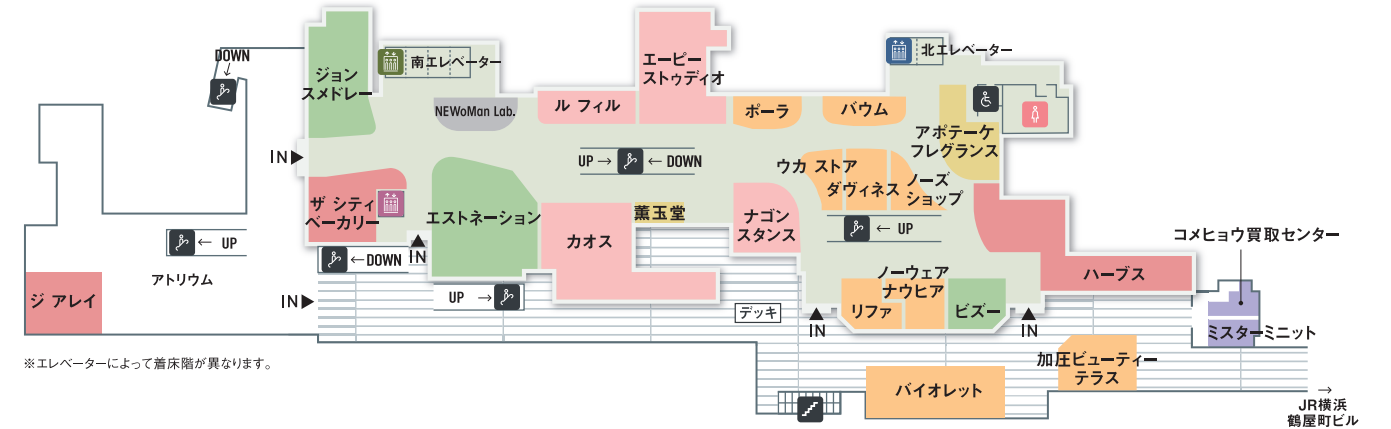 DOWN
ジョン
スメドレー
南エレベーター
NEWoMan Lab.
ル フィル
エーピー
ストゥディオ
ポーラ
バウム
北エレベーター
アポテーケ
フレグランス
IN
UP → ← DOWN
ウカ ストア
ダヴィネス
ノーズ
ショップ
ザ シティ
ベーカリー
エストネーション
薫玉堂
カオス
ナゴン
スタンス
← UP
← UP
アトリウム
← DOWN
IN
コメヒョウ買取センター
ハーブス
ジ アレイ
IN
UP →
デッキ
ノーウェア
ナウヒア
リファ
ビズー
IN
IN
ミスターミニット
※エレベーターによって着床階が異なります。
加圧ビューティー
テラス
バイオレット
→
JR横浜
鶴屋町ビル